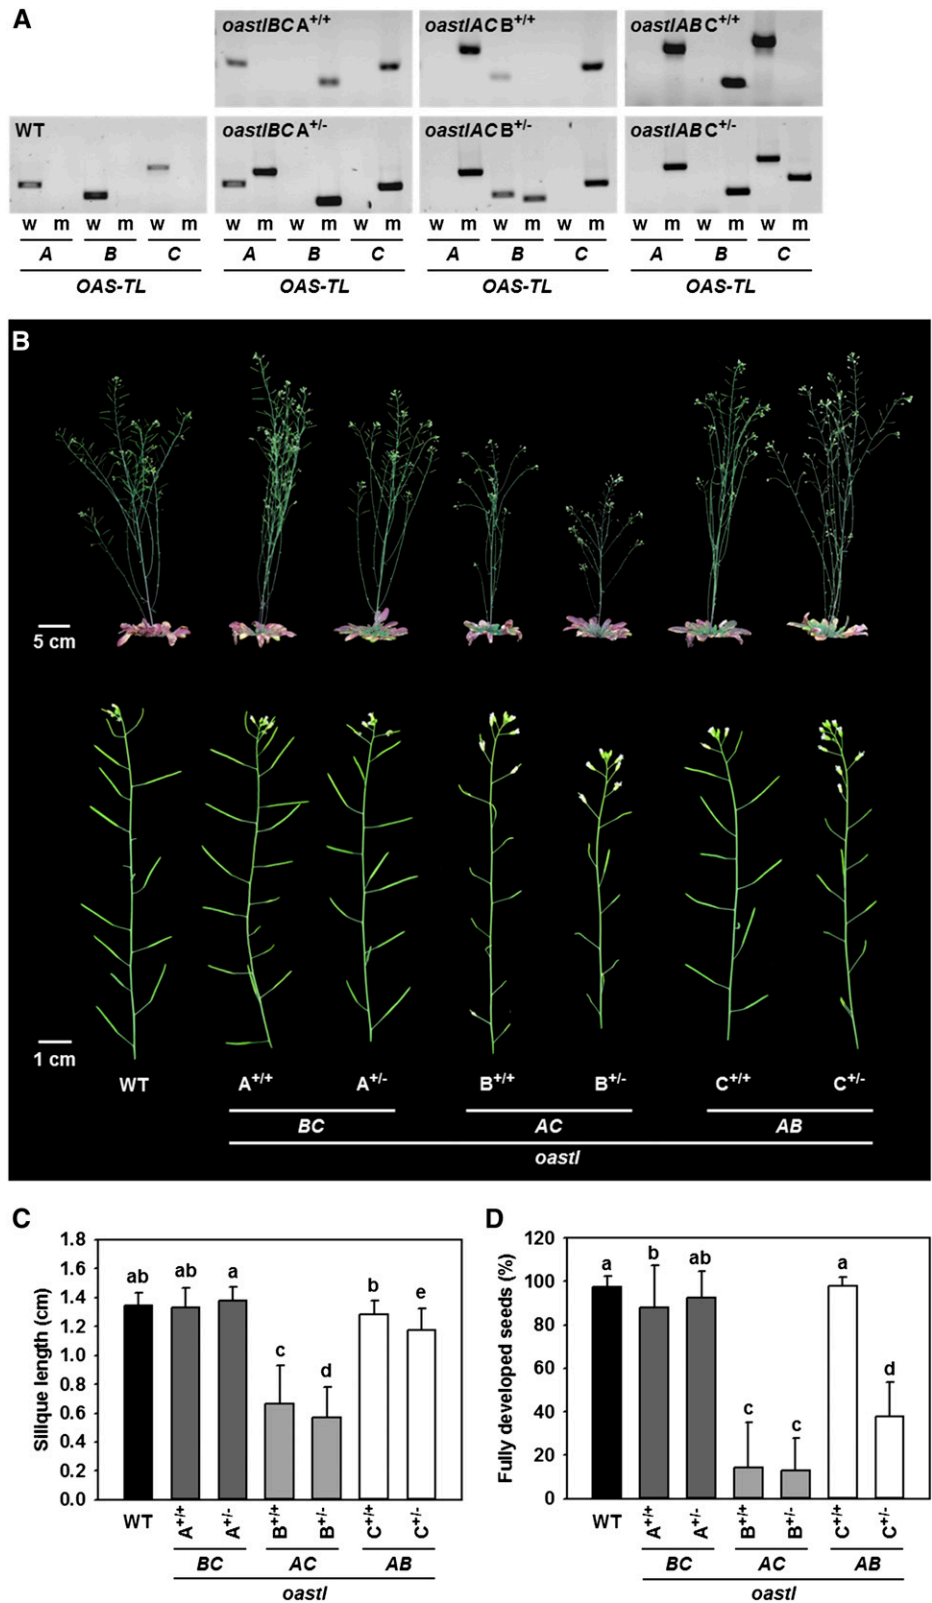 A
oastlBC A+/+
oastlAC B+/+
oastlAB C+/+
WT
oastlBC A+/-
oastlAC B+/-
oastlAB C+/-
w m w m w m w m w m w m w m w m w m w m w m w m
A B C A B C A B C A B C
OAS-TL OAS-TL OAS-TL OAS-TL
B
5 cm
1 cm
WT A+/+ A+/- B+/+ B+/- C+/+ C+/-
BC AC AB
oastl
C
Silique length (cm)
1.8
1.6
1.4
1.2
1.0
0.8
0.6
0.4
0.2
0.0
ab ab a c d b e
WT A+/+ A+/- B+/+ B+/- C+/+ C+/-
BC AC AB
oastl
D
Fully developed seeds (%)
120
100
80
60
40
20
0
a b ab c c a d
WT A+/+ A+/- B+/+ B+/- C+/+ C+/-
BC AC AB
oastl